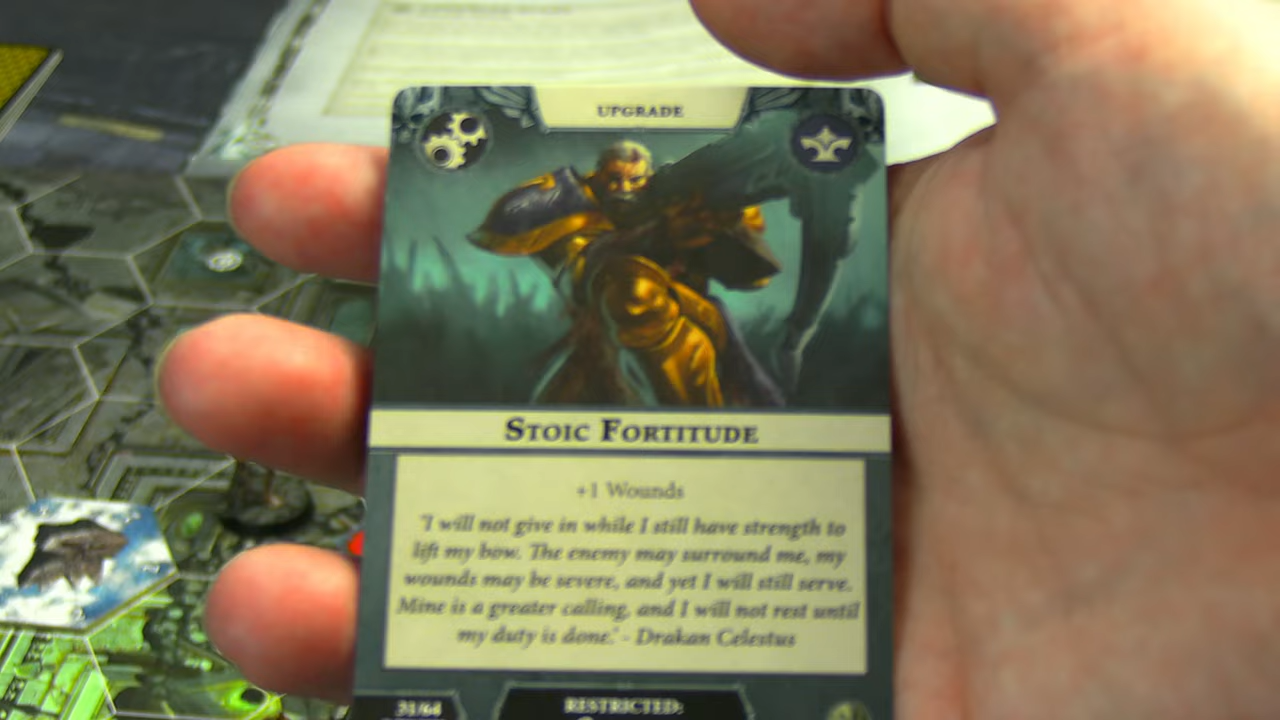 UPGRADE
STOIC FORTITUDE
+1 Wounds
'I will not give in while I still have strength to
lift my bow. The enemy may surround me, my
wounds may be severe, and yet I will still serve.
Mine is a greater calling, and I will not rest until
my duty is done.' - Drakan Celestus
31/64
RESTRICTED: